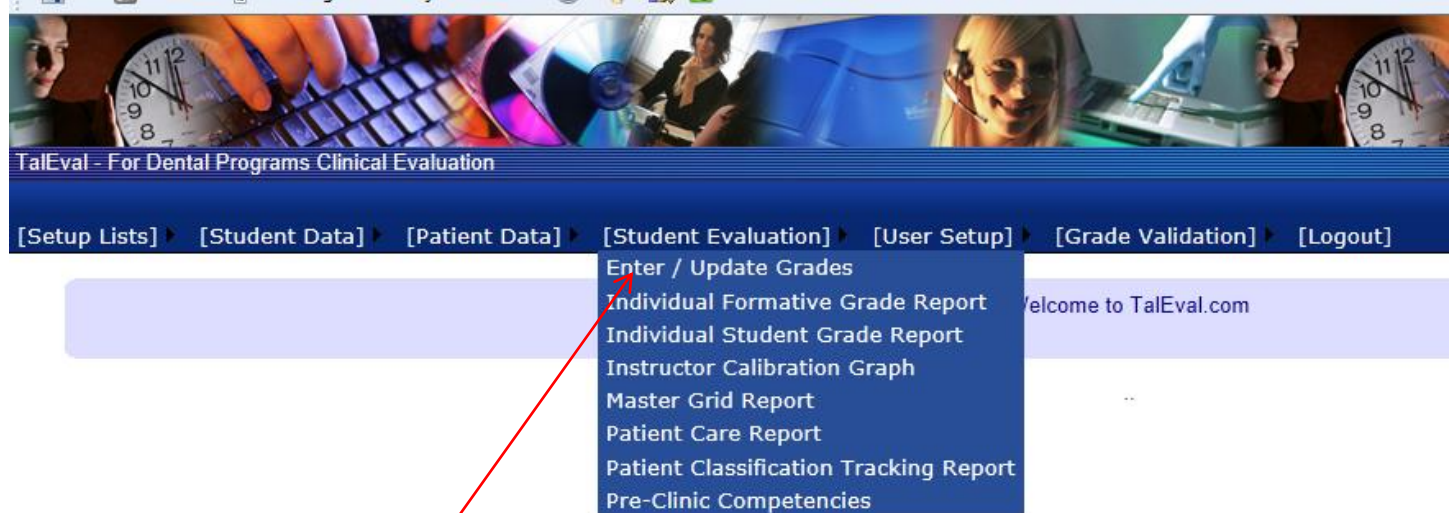 TalEval - For Dental Programs Clinical Evaluation
[Setup Lists] [Student Data] [Patient Data] [Student Evaluation] [User Setup] [Grade Validation] [Logout]
Enter / Update Grades
Individual Formative Grade Report
elcome to TalEval.com
Individual Student Grade Report
Instructor Calibration Graph
Master Grid Report
..
Patient Care Report
Patient Classification Tracking Report
Pre-Clinic Competencies